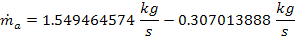 ṁₐ = 1.549464574 kg/s − 0.307013888 kg/s